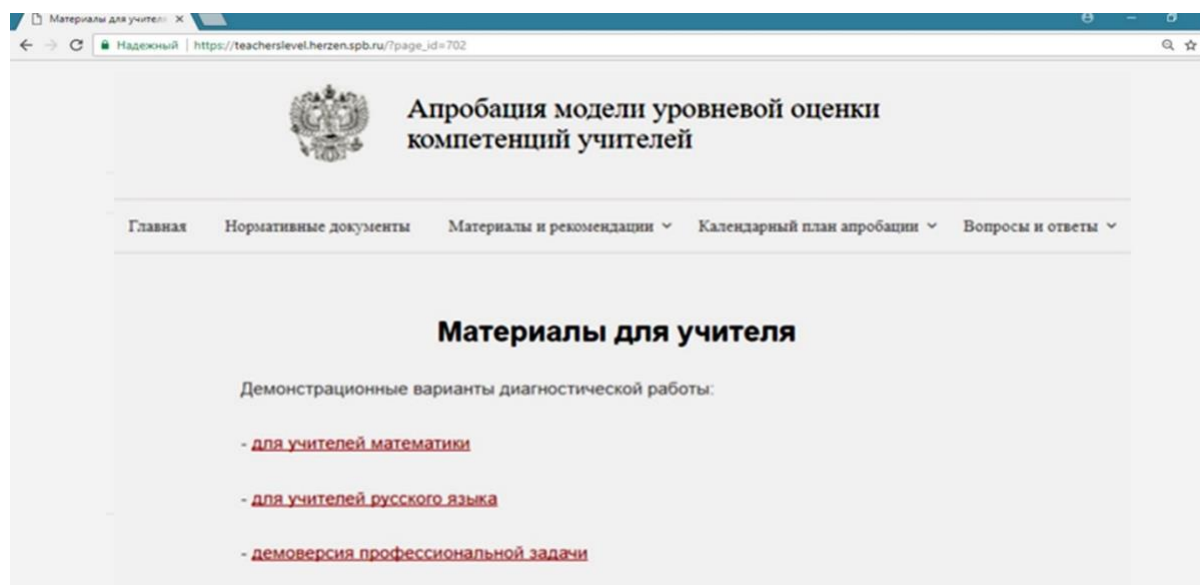 Материалы для учител
Надежный | https://teacherslevel.herzen.spb.ru/?page_id=702
Апробация модели уровневой оценки
компетенций учителей
Главная Нормативные документы Материалы и рекомендации Календарный план апробации Вопросы и ответы
Материалы для учителя
Демонстрационные варианты диагностической работы:
- для учителей математики
- для учителей русского языка
- демоверсия профессиональной задачи